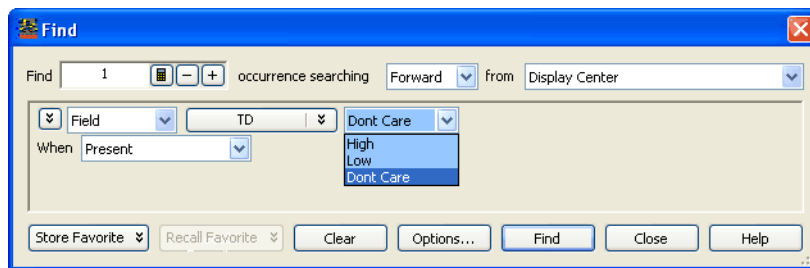 Find
Find 1 − + occurrence searching Forward from Display Center
Field TD Dont Care
When Present
High
Low
Dont Care
Store Favorite Recall Favorite Clear Options... Find Close Help